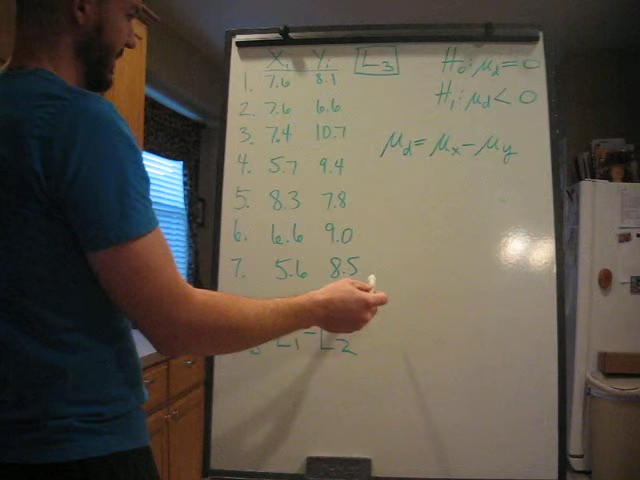 Xi Yi L3
1. 7.6 8.1
2. 7.6 6.6
3. 7.4 10.7
4. 5.7 9.4
5. 8.3 7.8
6. 6.6 9.0
7. 5.6 8.5
L1-L2
H0: μd = 0
H1: μd < 0
μd = μx - μy